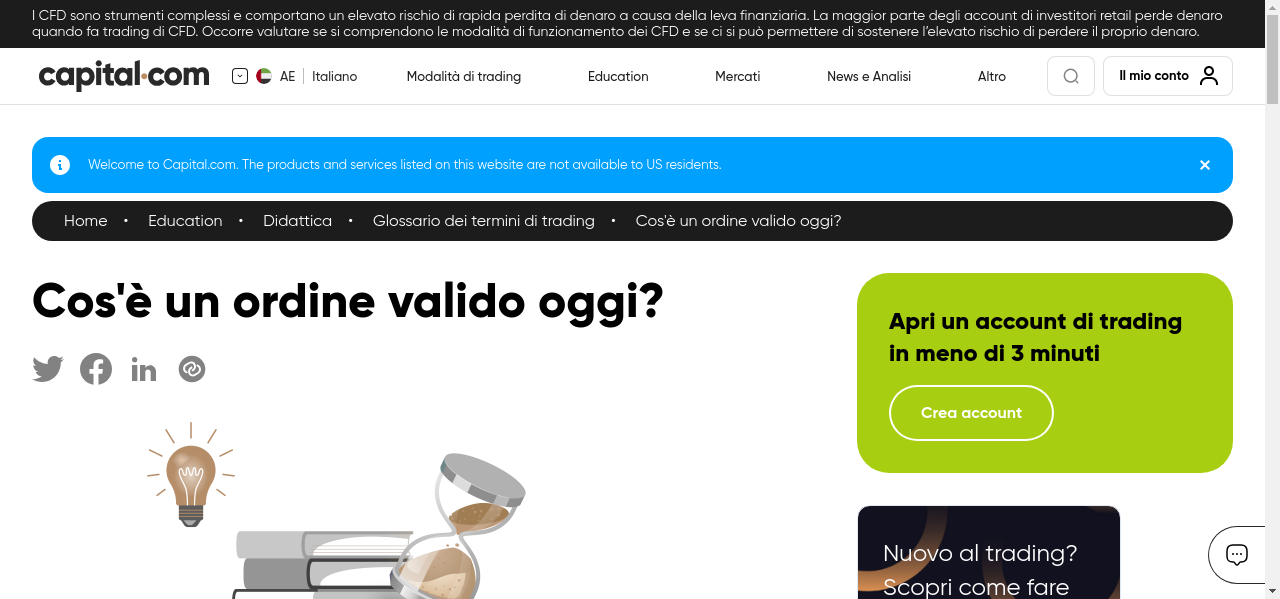 I CFD sono strumenti complessi e comportano un elevato rischio di rapida perdita di denaro a causa della leva finanziaria. La maggior parte degli account di investitori retail perde denaro
quando fa trading di CFD. Occorre valutare se si comprendono le modalità di funzionamento dei CFD e se ci si può permettere di sostenere l’elevato rischio di perdere il proprio denaro.
capital.com
AE Italiano Modalità di trading Education Mercati News e Analisi Altro Il mio conto
Welcome to Capital.com. The products and services listed on this website are not available to US residents.
Home • Education • Didattica • Glossario dei termini di trading • Cos'è un ordine valido oggi?
Cos'è un ordine valido oggi?
Apri un account di trading
in meno di 3 minuti
Crea account
Nuovo al trading?
Scopri come fare